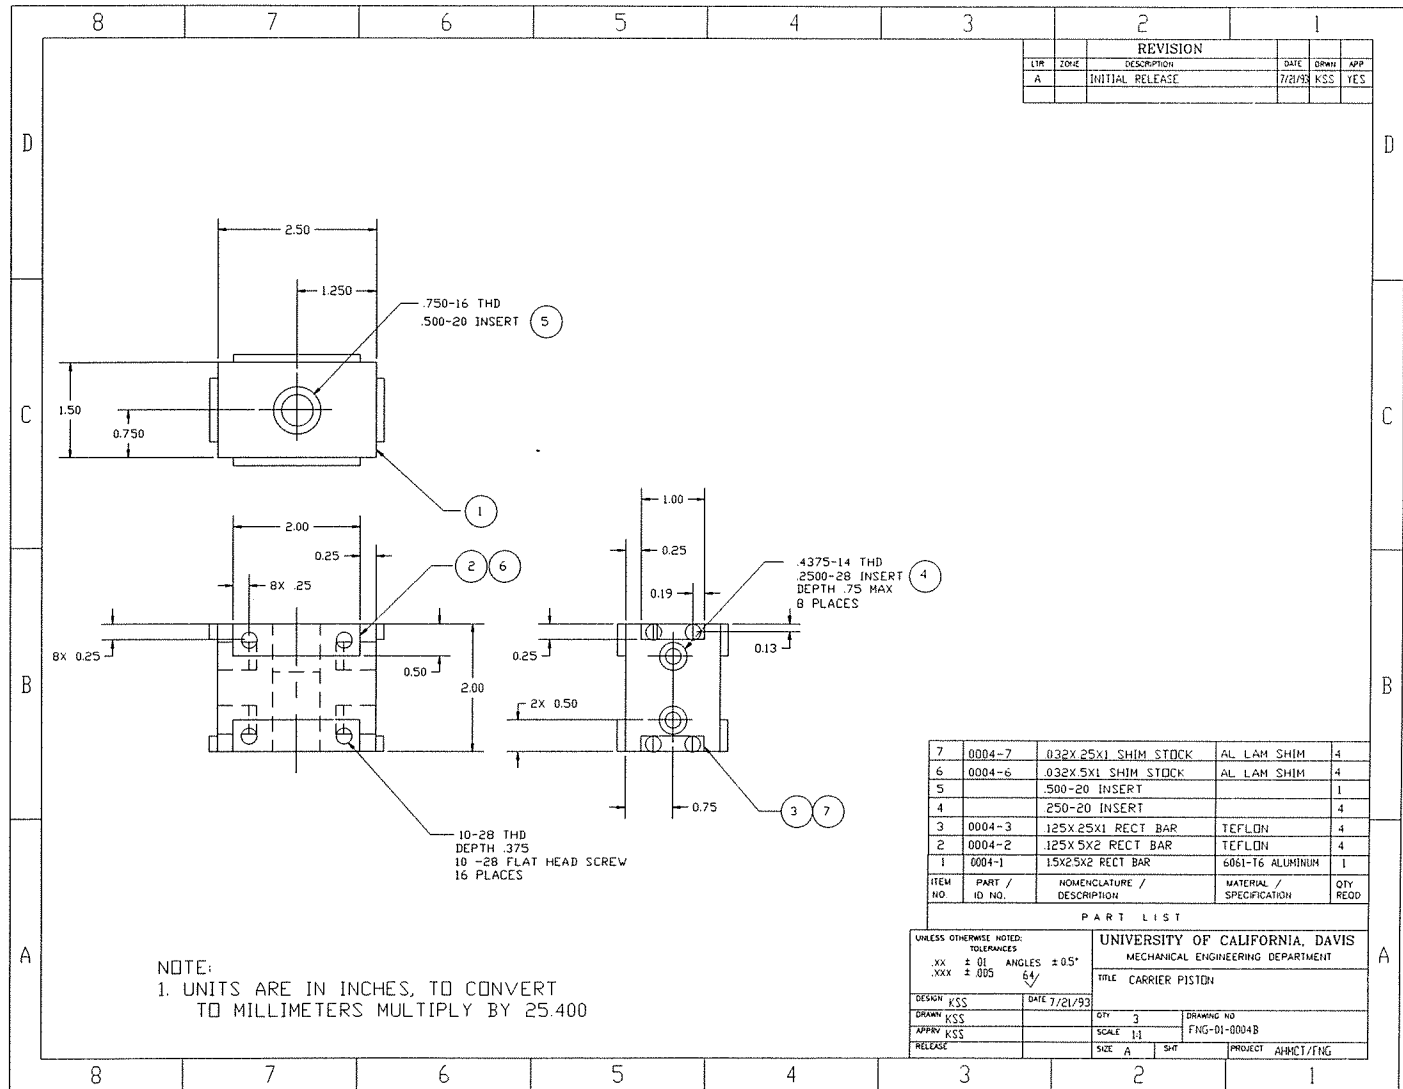 8 7 6 5 4 3 2 1
REVISION
LTR ZONE DESCRIPTION DATE DRWN APP
A INITIAL RELEASE 7/21/93 KSS YES
D D
2.50
1.250
.750-16 THD
.500-20 INSERT 5
C C
1.50
0.750
1
2.00
0.25
2 6
8X .25
8X 0.25
0.50
2.00
1.00
0.25
.4375-14 THD
.2500-28 INSERT 4
DEPTH .75 MAX
8 PLACES
0.19
0.25
0.13
B B
2X 0.50
0.75
3 7
10-28 THD
DEPTH .375
10 -28 FLAT HEAD SCREW
16 PLACES
7 0004-7 .032X.25X1 SHIM STOCK AL LAM SHIM 4
6 0004-6 .032X.5X1 SHIM STOCK AL LAM SHIM 4
5 .500-20 INSERT 1
4 .250-20 INSERT 4
3 0004-3 .125X.25X1 RECT BAR TEFLON 4
2 0004-2 .125X.5X2 RECT BAR TEFLON 4
1 0004-1 1.5X2.5X2 RECT BAR 6061-T6 ALUMINUM 1
ITEM NO. PART / ID NO. NOMENCLATURE / DESCRIPTION MATERIAL / SPECIFICATION QTY REQD
PART LIST
A A
NOTE:
1. UNITS ARE IN INCHES, TO CONVERT
TO MILLIMETERS MULTIPLY BY 25.400
UNLESS OTHERWISE NOTED:
TOLERANCES
.XX ± .01 ANGLES ± 0.5°
.XXX ± .005 64
UNIVERSITY OF CALIFORNIA, DAVIS
MECHANICAL ENGINEERING DEPARTMENT
TITLE CARRIER PISTON
DESIGN KSS DATE 7/21/93
DRAWN KSS
APPRV KSS
RELEASE
QTY 3
SCALE 1:1
DRAWING NO
FNG-01-0004B
SIZE A SHT PROJECT AHMCT/FNG
8 7 6 5 4 3 2 1